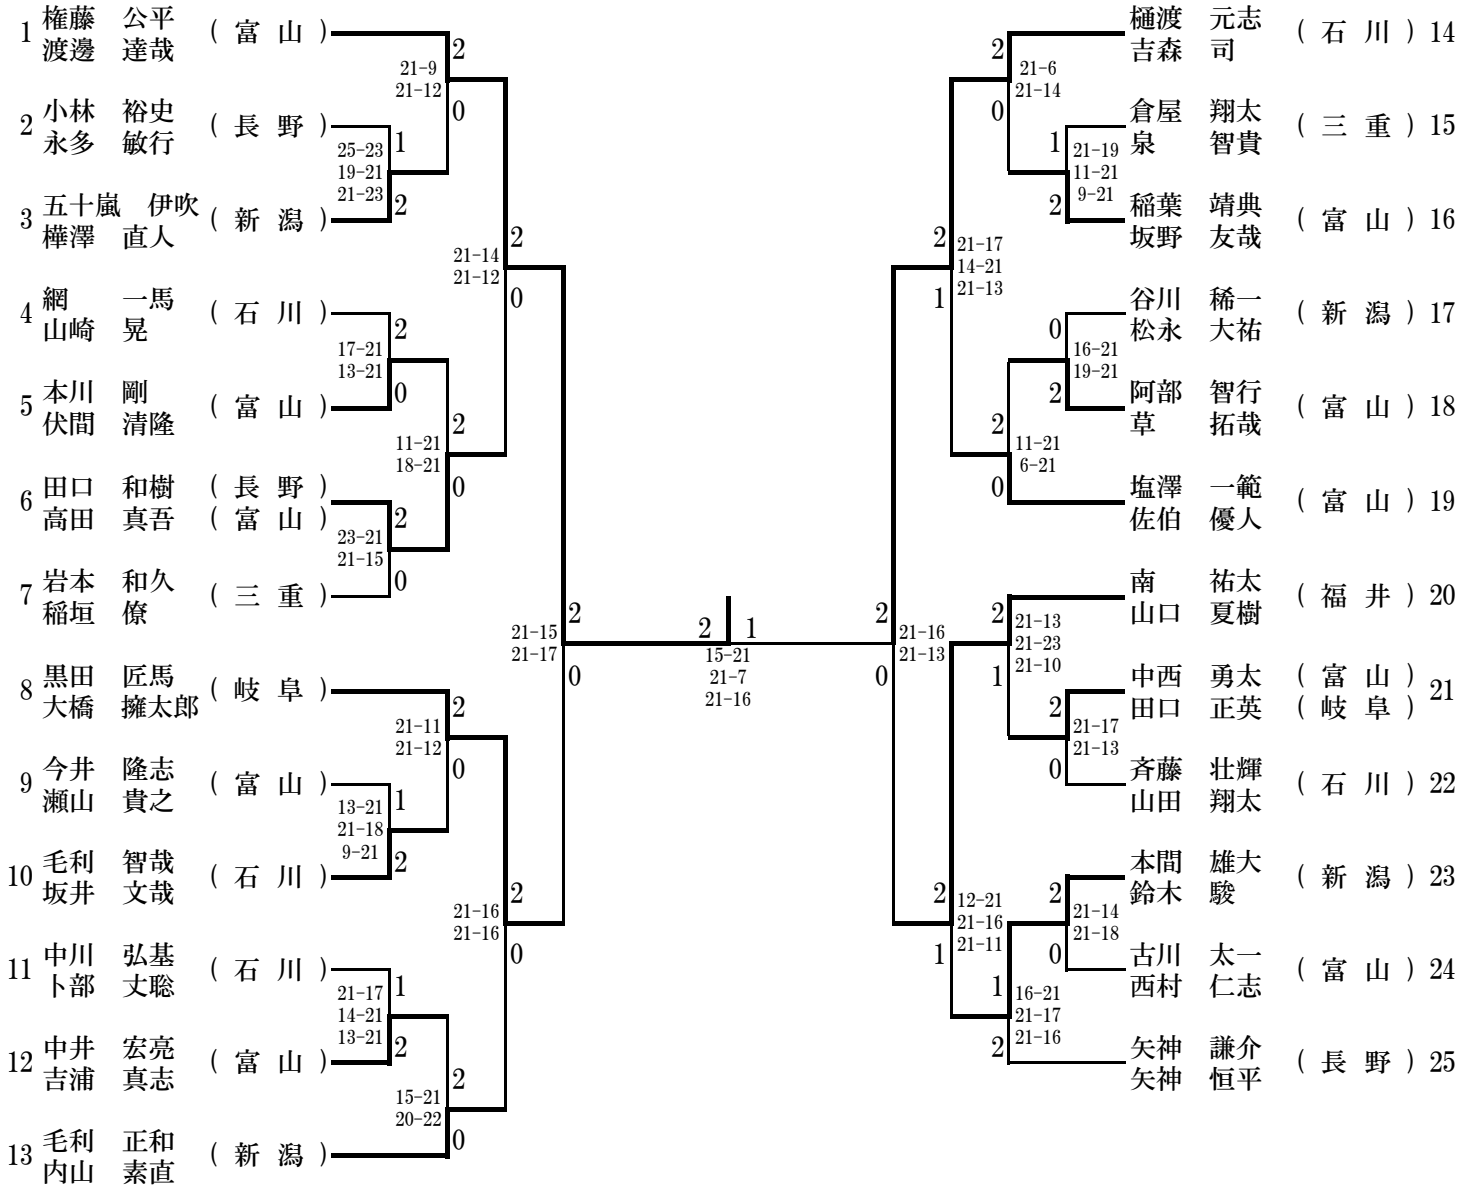 1 権藤 公平 (富山)
渡邊 達哉
2 小林 裕史 (長野)
永多 敏行
3 五十嵐 伊吹 (新潟)
樺澤 直人
4 網 一馬 (石川)
山崎 晃
5 本川 剛 (富山)
伏間 清隆
6 田口 和樹 (長野)
高田 真吾 (富山)
7 岩本 和久 (三重)
稲垣 僚
8 黒田 匠馬 (岐阜)
大橋 擁太郎
9 今井 隆志 (富山)
瀬山 貴之
10 毛利 智哉 (石川)
坂井 文哉
11 中川 弘基 (石川)
卜部 丈聡
12 中井 宏亮 (富山)
吉浦 真志
13 毛利 正和 (新潟)
内山 素直
1
25-23
19-21
21-23
2
2
17-21
13-21
0
2
23-21
21-15
0
1
13-21
21-18
9-21
2
1
21-17
14-21
13-21
2
2
21-9
21-12
0
2
11-21
18-21
0
2
21-11
21-12
0
2
15-21
20-22
0
2
21-14
21-12
0
2
21-16
21-16
0
2
21-15
21-17
0
2 1
15-21
21-7
21-16
2
21-16
21-13
0
2
21-17
14-21
21-13
1
2
12-21
21-16
21-11
1
2
21-6
21-14
0
2
11-21
6-21
0
2
21-13
21-23
21-10
1
1
16-21
21-17
21-16
2
1
21-19
11-21
9-21
2
0
16-21
19-21
2
2
21-17
21-13
0
2
21-14
21-18
0
樋渡 元志 (石川) 14
吉森 司
倉屋 翔太 (三重) 15
泉 智貴
稲葉 靖典 (富山) 16
坂野 友哉
谷川 稀一 (新潟) 17
松永 大祐
阿部 智行 (富山) 18
草 拓哉
塩澤 一範 (富山) 19
佐伯 優人
南 祐太 (福井) 20
山口 夏樹
中西 勇太 (富山) 21
田口 正英 (岐阜)
斉藤 壮輝 (石川) 22
山田 翔太
本間 雄大 (新潟) 23
鈴木 駿
古川 太一 (富山) 24
西村 仁志
矢神 謙介 (長野) 25
矢神 恒平